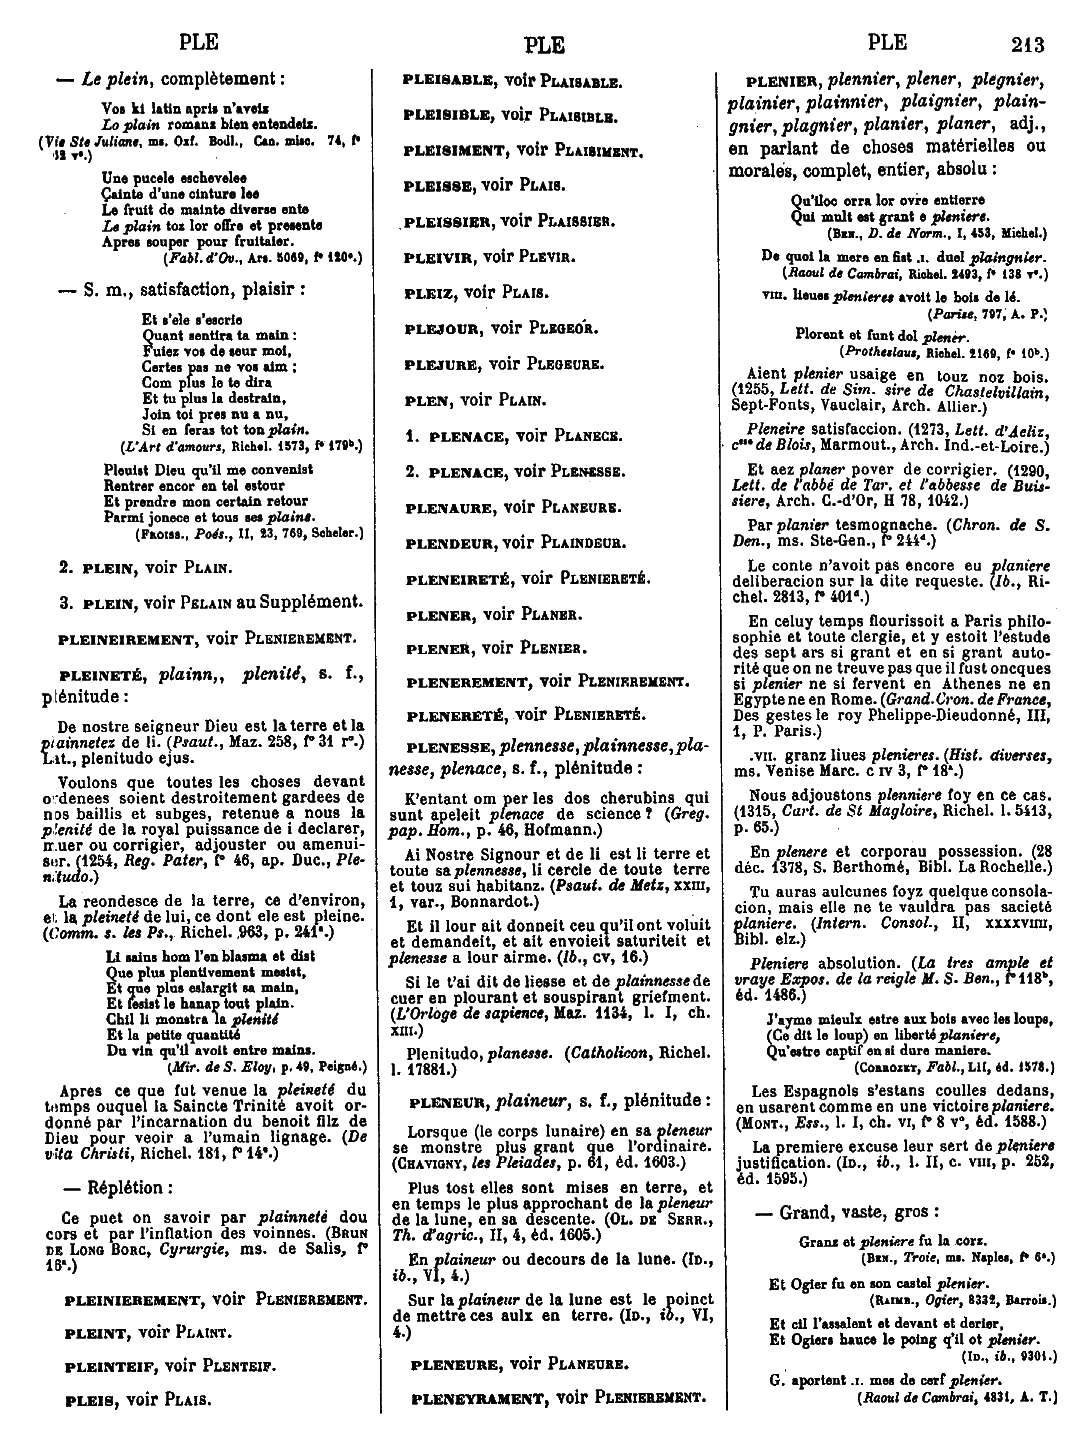 PLE
PLE
PLE
213
— Le plein, complètement :
Vos ki latin apris n'aveiz
Lo plain romanz bien entendeiz.
(Vie Ste Juliane, ms. Oxf. Bodl., Can. misc. 74, f°
12 v°.)
Une pucele eschevelee
Çainte d'une cinture lee
Le fruit de mainte diverse ente
Le plain toz lor offre et presente
Apres souper pour fruitaier.
(Fabl. d'Ov., Ars. 5069, f° 120ᵃ.)
— S. m., satisfaction, plaisir :
Et s'ele s'escrie
Quant sentira ta main :
Fuiez vos de seur moi,
Certes pas ne vos aim ;
Com plus le te dira
Et tu plus la destrain,
Join toi pres nu a nu,
Si en feras tot ton plain.
(L'Art d'amours, Richel. 1573, f° 179ᵇ.)
Pleuist Dieu qu'il me convenist
Rentrer encor en tel estour
Et prendre mon certain retour
Parmi jonece et tous ses plains.
(Froiss., Poés., II, 23, 769, Scheler.)
2. PLEIN, voir Plain.
3. PLEIN, voir Pelain au Supplément.
PLEINEIREMENT, voir Plenierement.
PLEINETÉ, plainn,, plenité, s. f.,
plénitude :
De nostre seigneur Dieu est la terre et la
plainnetez de li. (Psaut., Maz. 258, f° 31 r°.)
Lat., plenitudo ejus.
Voulons que toutes les choses devant
ordenees soient destroitement gardees de
nos baillis et subges, retenue a nous la
plenité de la royal puissance de i declarer,
muer ou corrigier, adjouster ou amenui-
ser. (1254, Reg. Pater, f° 46, ap. Duc., Ple-
nitudo.)
La reondesce de la terre, ce d'environ,
et la pleineté de lui, ce dont ele est pleine.
(Comm. s. les Ps., Richel. 963, p. 241ᵃ.)
Li sains hom l'en blasma et dist
Que plus plentivement mesist,
Et que plus eslargit sa main,
Et fesist le hanap tout plain.
Chil li monstra la plenité
Et la petite quantité
Du vin qu'il avoit entre mains.
(Mir. de S. Eloy, p. 49, Peigné.)
Apres ce que fut venue la pleineté du
temps ouquel la Saincte Trinité avoit or-
donné par l'incarnation du benoit filz de
Dieu pour veoir a l'umain lignage. (De
vita Christi, Richel. 181, f° 14ᵃ.)
— Réplétion :
Ce puet on savoir par plainneté dou
cors et par l'inflation des voinnes. (Brun
de Long Borc, Cyrurgie, ms. de Salis, f°
16ᵃ.)
PLEINIEREMENT, voir Plenierement.
PLEINT, voir Plaint.
PLEINTEIF, voir Plenteif.
PLEIS, voir Plais.
PLEISABLE, voir Plaisable.
PLEISIBLE, voir Plaisible.
PLEISIMENT, voir Plaisiment.
PLEISSE, voir Plais.
PLEISSIER, voir Plaissier.
PLEIVIR, voir Plevir.
PLEIZ, voir Plais.
PLEJOUR, voir Plegeor.
PLEJURE, voir Plegeure.
PLEN, voir Plain.
1. PLENACE, voir Planece.
2. PLENACE, voir Plenesse.
PLENAURE, voir Planeure.
PLENDEUR, voir Plaindeur.
PLENEIRETÉ, voir Pleniereté.
PLENER, voir Planer.
PLENER, voir Plenier.
PLENEREMENT, voir Plenierement.
PLENERETÉ, voir Pleniereté.
PLENESSE, plennesse, plainnesse, pla-
nesse, plenace, s. f., plénitude :
K'entant om per les dos cherubins qui
sunt apeleit plenace de science ? (Greg.
pap. Hom., p. 46, Hofmann.)
Ai Nostre Signour et de li est li terre et
toute sa plennesse, li cercle de toute terre
et touz sui habitanz. (Psaut. de Metz, xxiii,
1, var., Bonnardot.)
Et il lour ait donneit ceu qu'il ont voluit
et demandeit, et ait envoieit saturiteit et
plenesse a lour airme. (Ib., cv, 16.)
Si le t'ai dit de liesse et de plainnesse de
cuer en plourant et souspirant griefment.
(L'Orloge de sapience, Maz. 1134, l. I, ch.
xiii.)
Plenitudo, planesse. (Catholicon, Richel.
l. 17881.)
PLENEUR, plaineur, s. f., plénitude :
Lorsque (le corps lunaire) en sa pleneur
se monstre plus grant que l'ordinaire.
(Chavigny, les Pleiades, p. 61, éd. 1603.)
Plus tost elles sont mises en terre, et
en temps le plus approchant de la pleneur
de la lune, en sa descente. (Ol. de Serr.,
Th. d'agric., II, 4, éd. 1605.)
En plaineur ou decours de la lune. (Id.,
ib., VI, 4.)
Sur la plaineur de la lune est le poinct
de mettre ces aulx en terre. (Id., ib., VI,
4.)
PLENEURE, voir Planeure.
PLENEYRAMENT, voir Plenierement.
PLENIER, plennier, plener, plegnier,
plainier, plainnier, plaignier, plain-
gnier, plagnier, planier, planer, adj.,
en parlant de choses matérielles ou
morales, complet, entier, absolu :
Qu'iloc orra lor ovre entierre
Qui mult est grant e pleniere.
(Ben., D. de Norm., I, 453, Michel.)
De quoi la mere en fist .i. duel plaingnier.
(Raoul de Cambrai, Richel. 2493, f° 138 v°.)
viii. lieues plenieres avoit le bois de lé.
(Parise, 797, A. P.)
Plorent et funt dol plener.
(Protheslaus, Richel. 2169, f° 10ᵇ.)
Aient plenier usaige en touz noz bois.
(1255, Lett. de Sim. sire de Chastelvillain,
Sept-Fonts, Vauclair, Arch. Allier.)
Pleneire satisfaccion. (1273, Lett. d'Aeliz,
cᵐᵉˢ de Blois, Marmout., Arch. Ind.-et-Loire.)
Et aez planer pover de corrigier. (1290,
Lett. de l'abbé de Tar. et l'abbesse de Buis-
siere, Arch. C.-d'Or, H 78, 1042.)
Par planier tesmognache. (Chron. de S.
Den., ms. Ste-Gen., f° 244ᵈ.)
Le conte n'avoit pas encore eu planiere
deliberacion sur la dite requeste. (Ib., Ri-
chel. 2813, f° 401ᵈ.)
En celuy temps flourissoit a Paris philo-
sophie et toute clergie, et y estoit l'estude
des sept ars si grant et en si grant auto-
rité que on ne treuve pas que il fust oncques
si plenier ne si fervent en Athenes ne en
Egypte ne en Rome. (Grand. Cron. de France,
Des gestes le roy Phelippe-Dieudonné, III,
1, P. Paris.)
.vii. granz liues plenieres. (Hist. diverses,
ms. Venise Marc. c iv 3, f° 18ᵃ.)
Nous adjoustons plenniere foy en ce cas.
(1315, Cart. de St Magloire, Richel. l. 5413,
p. 65.)
En plenere et corporau possession. (28
déc. 1378, S. Berthomé, Bibl. La Rochelle.)
Tu auras aulcunes foyz quelque consola-
cion, mais elle ne te vauldra pas sacieté
planiere. (Intern. Consol., II, xxxxviiii,
Bibl. elz.)
Pleniere absolution. (La tres ample et
vraye Expos. de la reigle M. S. Ben., f° 118ᵇ,
éd. 1486.)
J'ayme mieulx estre aux bois avec les loups,
(Ce dit le loup) en liberté planiere,
Qu'estre captif en si dure maniere.
(Corrozet, Fabl., LII, éd. 1578.)
Les Espagnols s'estans coulles dedans,
en usarent comme en une victoire planiere.
(Mont., Ess., l. I, ch. vi, f° 8 v°, éd. 1588.)
La premiere excuse leur sert de pleniere
justification. (Id., ib., l. II, c. viii, p. 252,
éd. 1595.)
— Grand, vaste, gros :
Granz et pleniere fu la corz.
(Ben., Troie, ms. Naples, f° 6ᵃ.)
Et Ogier fu en son castel plenier.
(Raimb., Ogier, 8332, Barrois.)
Et cil l'assalent et devant et derier,
Et Ogiers hauce le poing q'il ot plenier.
(Id., ib., 9301.)
G. aportent .i. mes de cerf plenier.
(Raoul de Cambrai, 4831, A. T.)